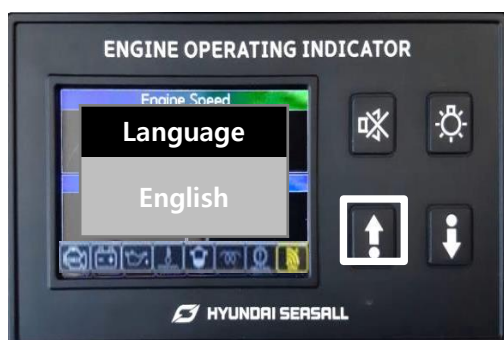 ENGINE OPERATING INDICATOR
Engine Speed
Language
English
HYUNDAI SEASALL